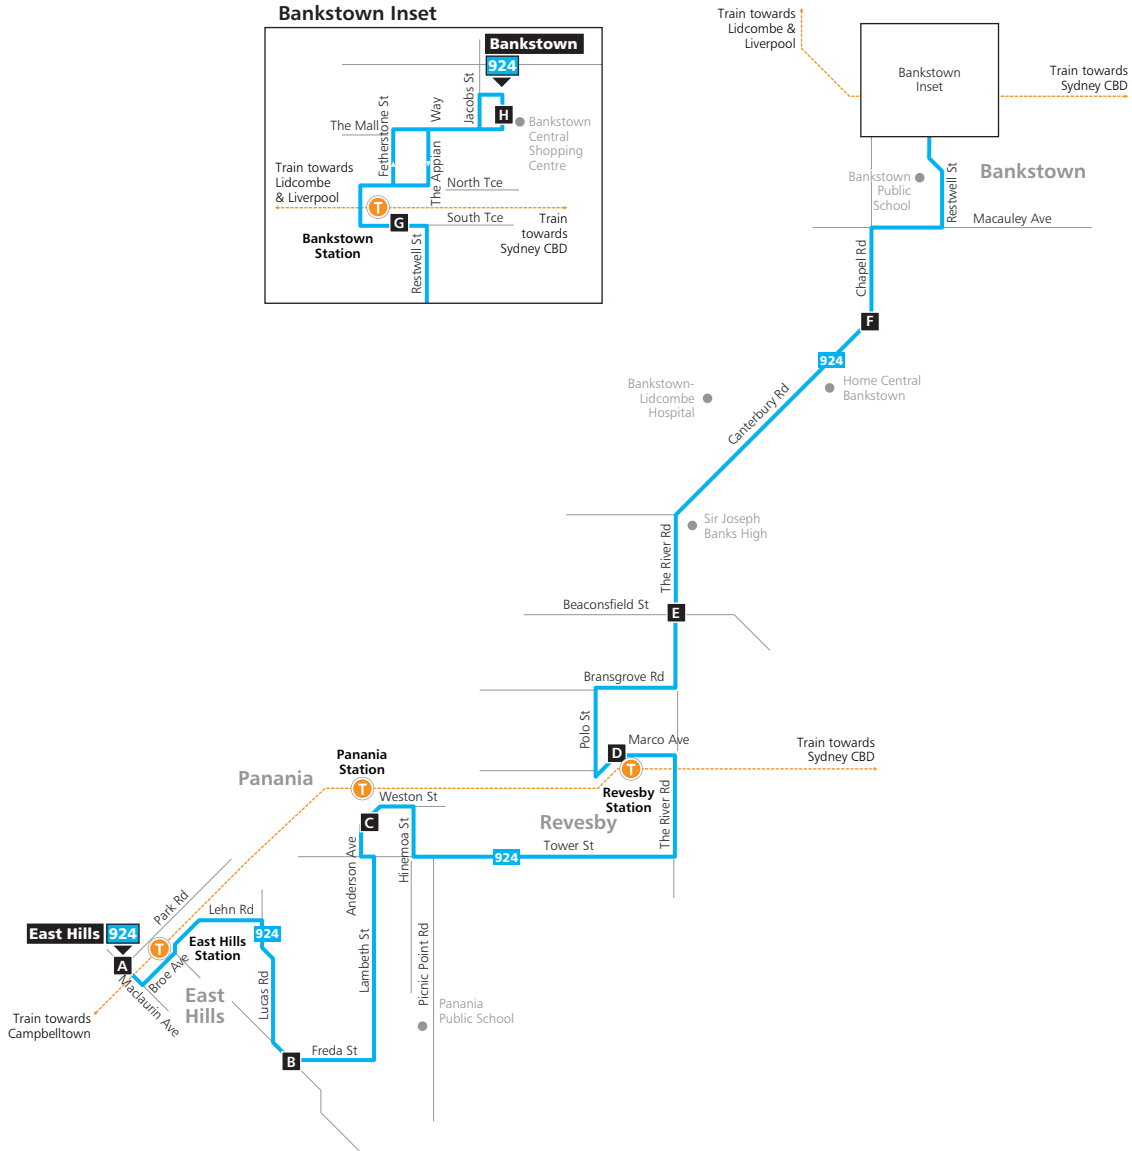 Bankstown Inset
Bankstown
924
H
Jacobs St
Way
The Appian
Fetherstone St
The Mall
Bankstown
Central
Shopping
Centre
Train towards
Lidcombe
& Liverpool
North Tce
T
G
South Tce
Bankstown
Station
Restwell St
Train
towards
Sydney CBD
Train towards
Lidcombe &
Liverpool
Bankstown
Inset
Train towards
Sydney CBD
Bankstown
Public
School
Restwell St
Bankstown
Macauley Ave
Chapel Rd
F
924
Home Central
Bankstown
Bankstown-
Lidcombe
Hospital
Canterbury Rd
Sir Joseph
Banks High
The River Rd
Beaconsfield St
E
Bransgrove Rd
Polo St
D
Marco Ave
T
Revesby
Station
Train towards
Sydney CBD
The River Rd
Revesby
Panania
Station
T
Panania
Weston St
C
Hinemoa St
Tower St
924
Anderson Ave
Lambeth St
Picnic Point Rd
Panania
Public School
Park Rd
Lehn Rd
924
East Hills
924
A
T
East Hills
Station
Broe Ave
Maclaurin Ave
East
Hills
Lucas Rd
Train towards
Campbelltown
B
Freda St